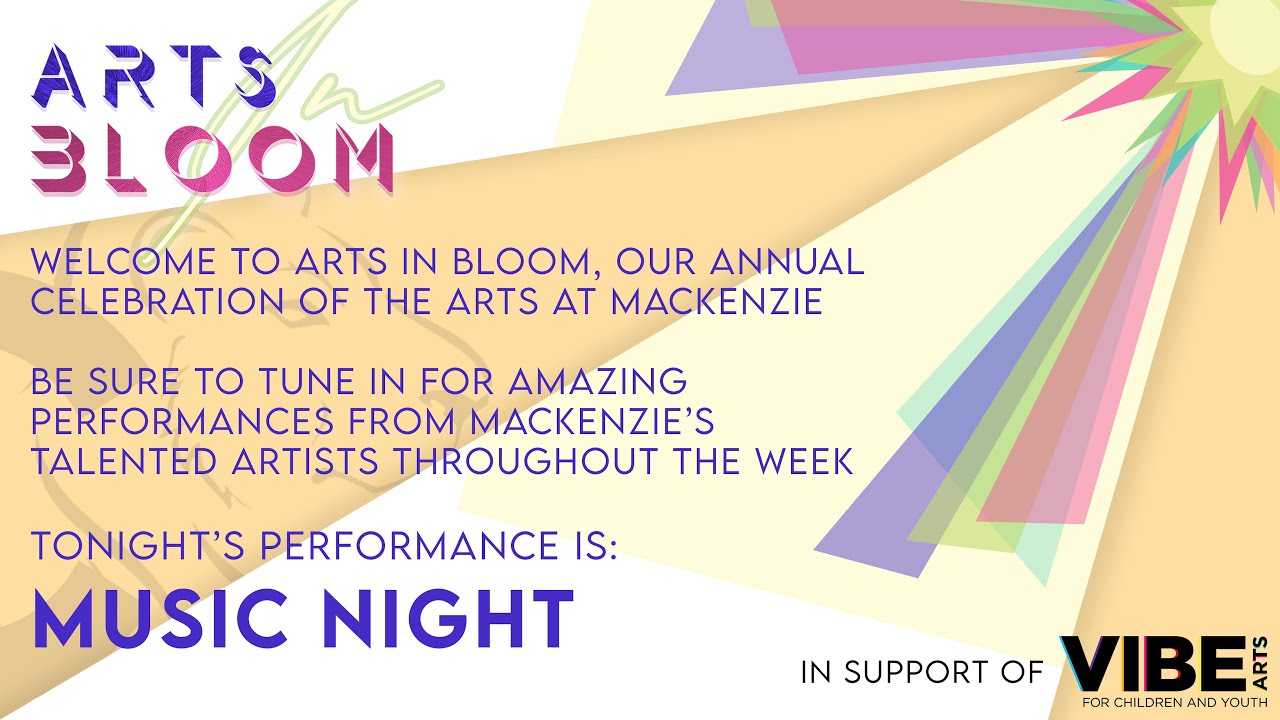 ARTS In
BLOOM
WELCOME TO ARTS IN BLOOM, OUR ANNUAL
CELEBRATION OF THE ARTS AT MACKENZIE
BE SURE TO TUNE IN FOR AMAZING
PERFORMANCES FROM MACKENZIE'S
TALENTED ARTISTS THROUGHOUT THE WEEK
TONIGHT'S PERFORMANCE IS:
MUSIC NIGHT
IN SUPPORT OF VIBE ARTS
FOR CHILDREN AND YOUTH